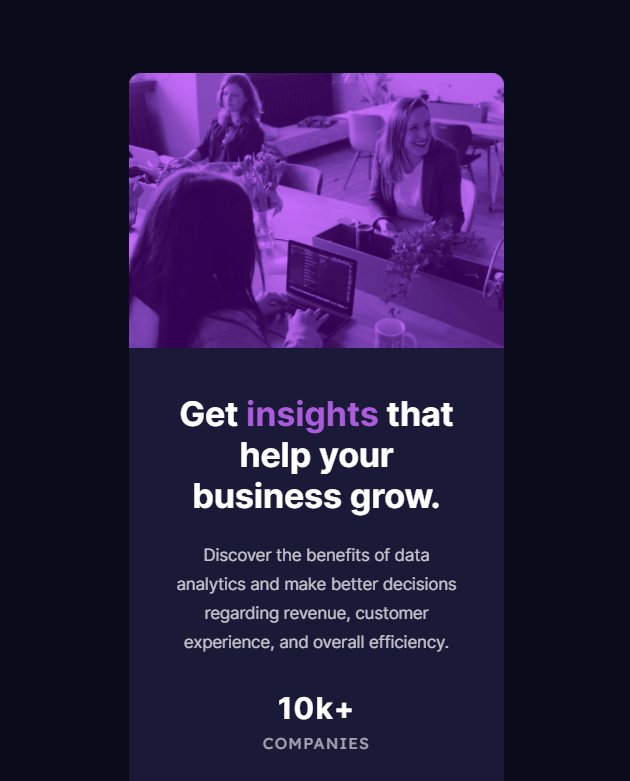 Get insights that
help your
business grow.
Discover the benefits of data
analytics and make better decisions
regarding revenue, customer
experience, and overall efficiency.
10k+
COMPANIES